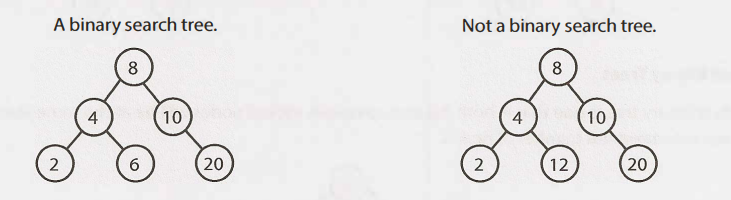 A binary search tree. Not a binary search tree.
8 8
4 10 4 10
2 6 20 2 12 20